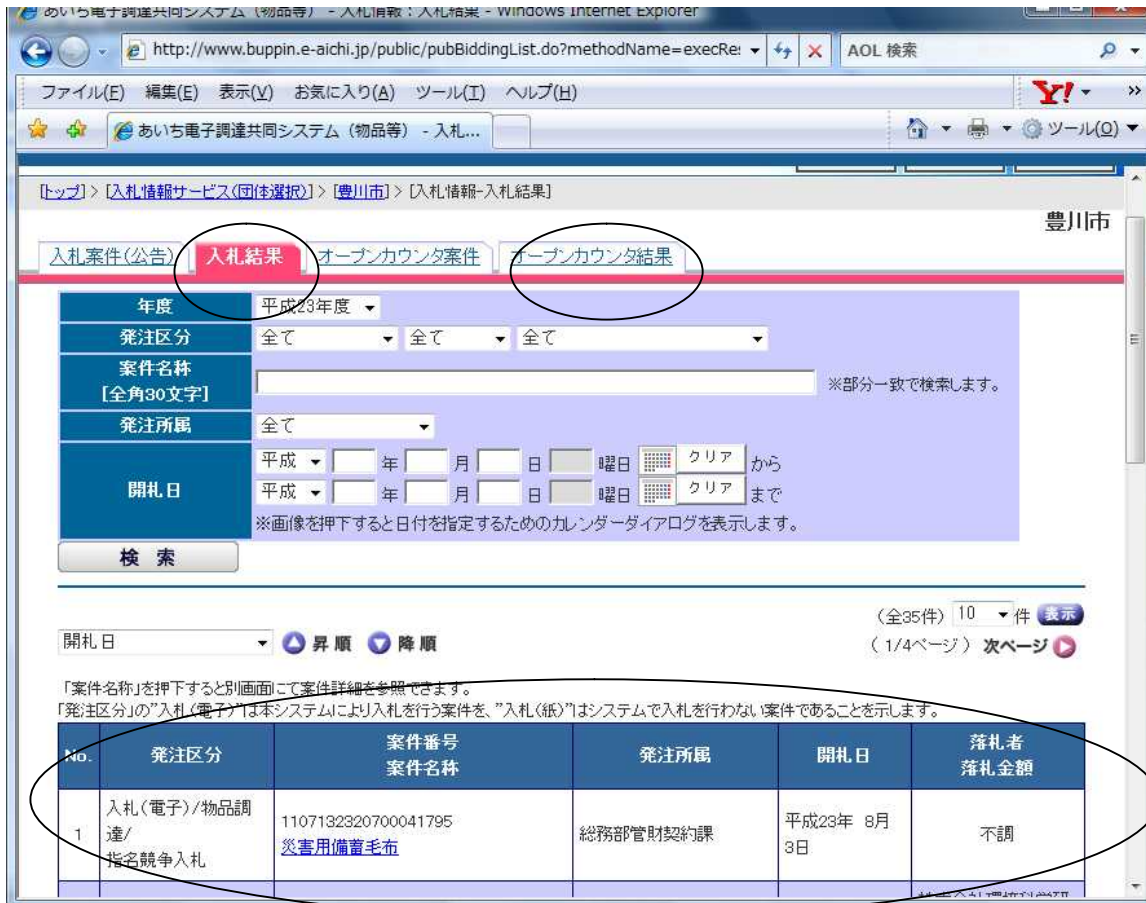 あいち電子調達共同システム（物品等） - 入札情報：入札結果 - Windows Internet Explorer
http://www.buppin.e-aichi.jp/public/pubBiddingList.do?methodName=execRe AOL 検索
ファイル(F) 編集(E) 表示(V) お気に入り(A) ツール(T) ヘルプ(H) Y! »
あいち電子調達共同システム（物品等） - 入札... ツール(O)
[トップ] > [入札情報サービス(団体選択)] > [豊川市] > [入札情報-入札結果]
豊川市
入札案件(公告) 入札結果 オープンカウンタ案件 オープンカウンタ結果
年度 平成23年度
発注区分 全て 全て 全て
案件名称
[全角30文字] ※部分一致で検索します。
発注所属 全て
平成 年 月 日 曜日 クリア から
開札日 平成 年 月 日 曜日 クリア まで
※画像を押下すると日付を指定するためのカレンダーダイアログを表示します。
検 索
(全35件) 10 件 表示
開札日 昇 順 降 順 ( 1/4ページ) 次ページ
「案件名称」を押下すると別画面にて案件詳細を参照できます。
「発注区分」の”入札(電子)”は本システムにより入札を行う案件を、”入札(紙)”はシステムで入札を行わない案件であることを示します。
No. 発注区分 案件番号 発注所属 開札日 落札者
案件名称 落札金額
1 入札(電子)/物品調達/ 1107132320700041795 総務部管財契約課 平成23年 8月3日 不調
指名競争入札 災害用備蓄毛布